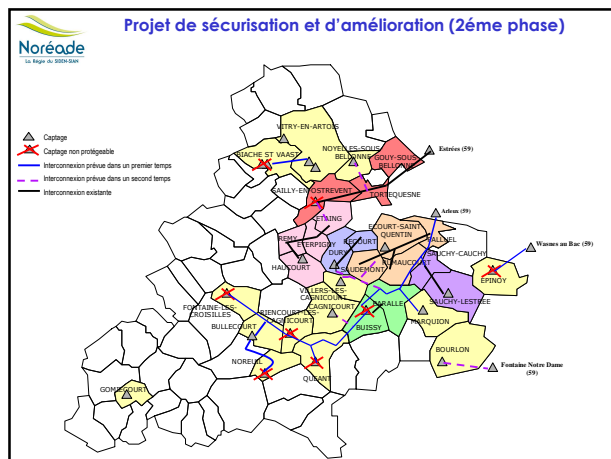 Projet de sécurisation et d'amélioration (2éme phase)
Noréade
La Régie du SIDEN-SIAN
Captage
Captage non protégeable
Interconnexion prévue dans un premier temps
Interconnexion prévue dans un second temps
Interconnexion existante
VITRY-EN-ARTOIS
BIACHE ST VAAST
NOYELLES-SOUS-
BELLONNE
GOUY-SOUS-
BELLONNE
Estrées (59)
SAILLY-EN-OSTREVENT
TORTEQUESNE
ETAING
Arleux (59)
ECOURT-SAINT-
QUENTIN
REMY
ETERPIGNY
RECOURT
PALLUEL
DURY
SAUCHY-CAUCHY
Wasnes au Bac (59)
HAUCOURT
SAUDEMONT
RUMAUCOURT
EPINOY
VILLERS-LES-
CAGNICOURT
CAGNICOURT
SAUCHY-LESTREE
FONTAINE-LES-
CROISILLES
RIENCOURT-LES-
CAGNICOURT
BARALLE
MARQUION
BULLECOURT
BUISSY
BOURLON
NOREUIL
QUEANT
Fontaine Notre Dame
(59)
GOMIECOURT